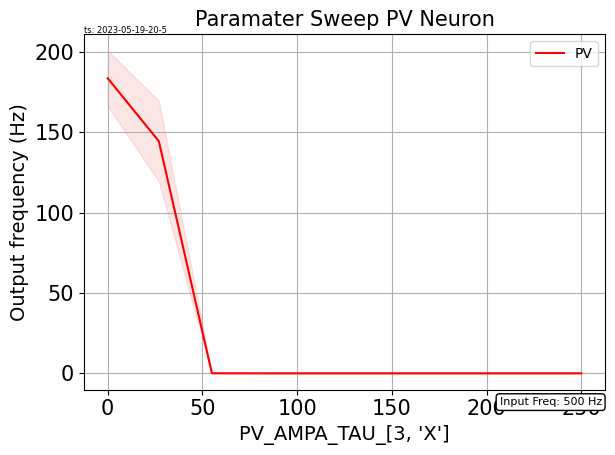 Paramater Sweep PV Neuron
ts: 2023-05-19-20-5
PV
200
150
100
50
0
Output frequency (Hz)
0 50 100 150 200 250
Input Freq: 500 Hz
PV_AMPA_TAU_[3, 'X']